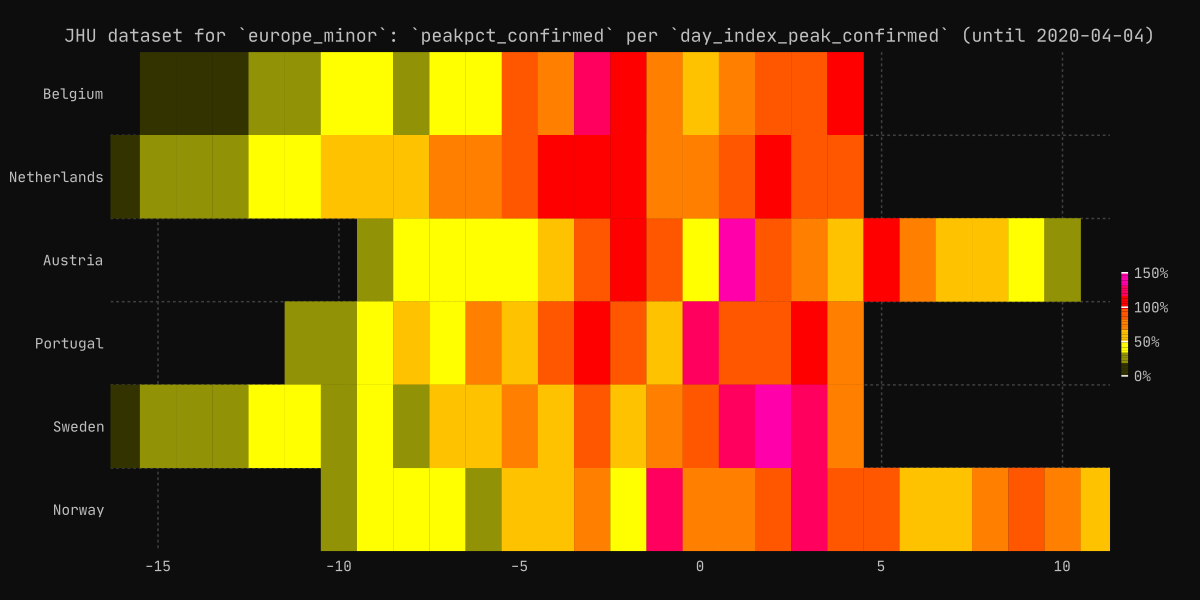 JHU dataset for `europe_minor`: `peakpct_confirmed` per `day_index_peak_confirmed` (until 2020-04-04)
Belgium
Netherlands
Austria
Portugal
Sweden
Norway
150%
100%
50%
0%
-15 -10 -5 0 5 10